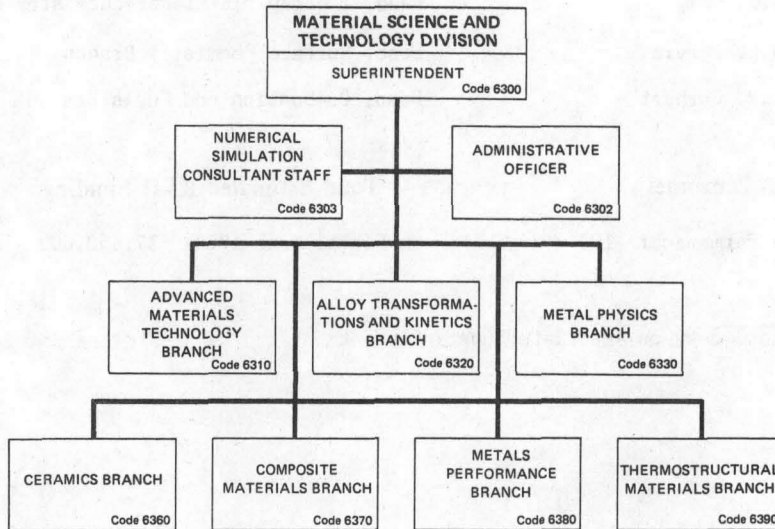 MATERIAL SCIENCE AND
TECHNOLOGY DIVISION
SUPERINTENDENT
Code 6300
NUMERICAL
SIMULATION
CONSULTANT STAFF
Code 6303
ADMINISTRATIVE
OFFICER
Code 6302
ADVANCED
MATERIALS
TECHNOLOGY
BRANCH
Code 6310
ALLOY TRANSFORMA-
TIONS AND KINETICS
BRANCH
Code 6320
METAL PHYSICS
BRANCH
Code 6330
CERAMICS BRANCH
Code 6360
COMPOSITE
MATERIALS BRANCH
Code 6370
METALS
PERFORMANCE
BRANCH
Code 6380
THERMOSTRUCTURAL
MATERIALS BRANCH
Code 6390